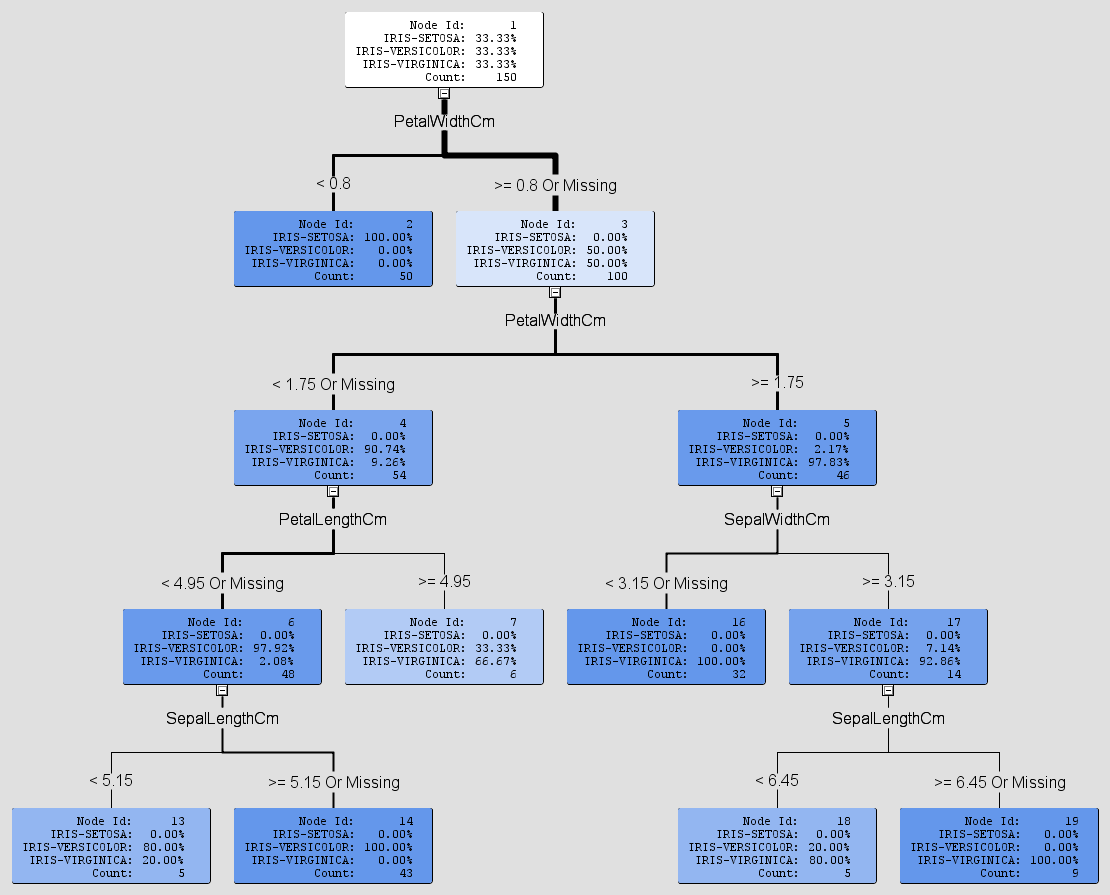 Node Id: 1
IRIS-SETOSA: 33.33%
IRIS-VERSICOLOR: 33.33%
IRIS-VIRGINICA: 33.33%
Count: 150
PetalWidthCm
< 0.8
>= 0.8 Or Missing
Node Id: 2
IRIS-SETOSA: 100.00%
IRIS-VERSICOLOR: 0.00%
IRIS-VIRGINICA: 0.00%
Count: 50
Node Id: 3
IRIS-SETOSA: 0.00%
IRIS-VERSICOLOR: 50.00%
IRIS-VIRGINICA: 50.00%
Count: 100
PetalWidthCm
< 1.75 Or Missing
>= 1.75
Node Id: 4
IRIS-SETOSA: 0.00%
IRIS-VERSICOLOR: 90.74%
IRIS-VIRGINICA: 9.26%
Count: 54
Node Id: 5
IRIS-SETOSA: 0.00%
IRIS-VERSICOLOR: 2.17%
IRIS-VIRGINICA: 97.83%
Count: 46
PetalLengthCm
SepalWidthCm
< 4.95 Or Missing
>= 4.95
< 3.15 Or Missing
>= 3.15
Node Id: 6
IRIS-SETOSA: 0.00%
IRIS-VERSICOLOR: 97.92%
IRIS-VIRGINICA: 2.08%
Count: 48
Node Id: 7
IRIS-SETOSA: 0.00%
IRIS-VERSICOLOR: 33.33%
IRIS-VIRGINICA: 66.67%
Count: 6
Node Id: 16
IRIS-SETOSA: 0.00%
IRIS-VERSICOLOR: 0.00%
IRIS-VIRGINICA: 100.00%
Count: 32
Node Id: 17
IRIS-SETOSA: 0.00%
IRIS-VERSICOLOR: 7.14%
IRIS-VIRGINICA: 92.86%
Count: 14
SepalLengthCm
SepalLengthCm
< 5.15
>= 5.15 Or Missing
< 6.45
>= 6.45 Or Missing
Node Id: 13
IRIS-SETOSA: 0.00%
IRIS-VERSICOLOR: 80.00%
IRIS-VIRGINICA: 20.00%
Count: 5
Node Id: 14
IRIS-SETOSA: 0.00%
IRIS-VERSICOLOR: 100.00%
IRIS-VIRGINICA: 0.00%
Count: 43
Node Id: 18
IRIS-SETOSA: 0.00%
IRIS-VERSICOLOR: 20.00%
IRIS-VIRGINICA: 80.00%
Count: 5
Node Id: 19
IRIS-SETOSA: 0.00%
IRIS-VERSICOLOR: 0.00%
IRIS-VIRGINICA: 100.00%
Count: 9